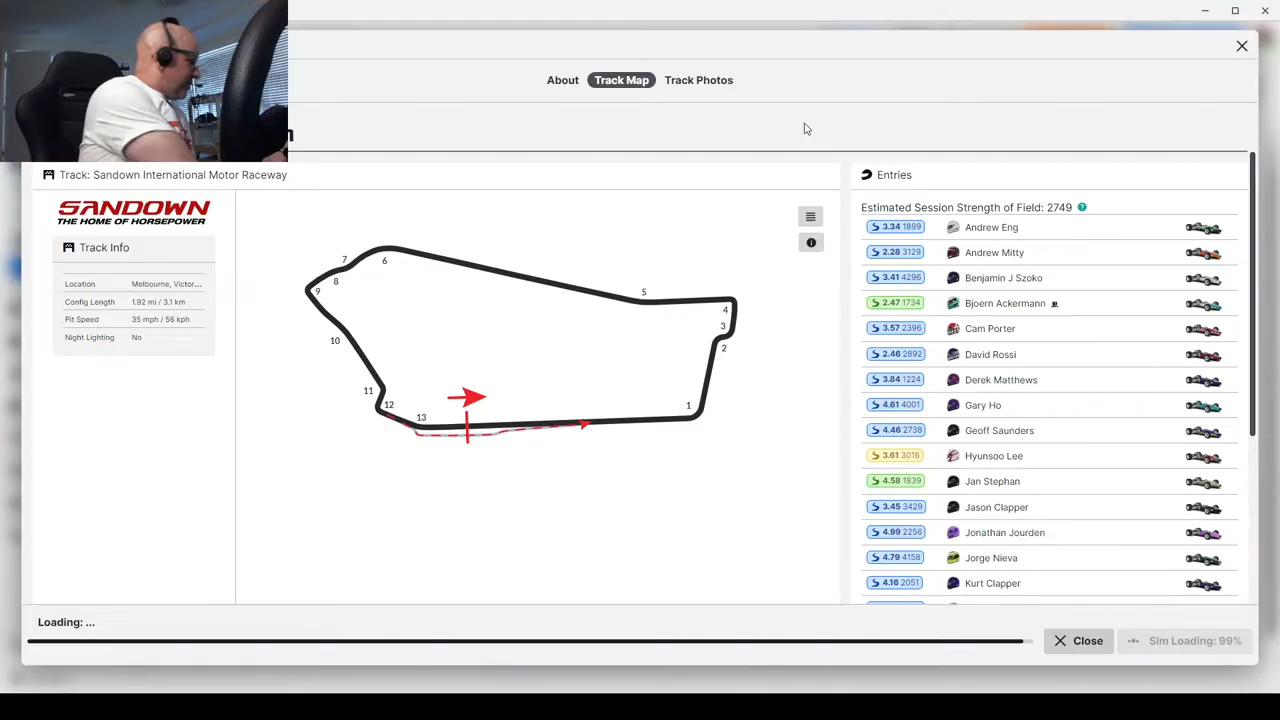 About
Track Map
Track Photos
Track: Sandown International Motor Raceway
Entries
SANDOWN
THE HOME OF HORSEPOWER
Track Info
Location Melbourne, Victor...
Config Length 1.92 mi / 3.1 km
Pit Speed 35 mph / 56 kph
Night Lighting No
7
6
8
9
5
4
3
2
10
11
12
13
1
Estimated Session Strength of Field: 2749
3.34 1899 Andrew Eng
2.28 3129 Andrew Mitty
3.41 4296 Benjamin J Szoko
2.47 1734 Bjoern Ackermann
3.57 2396 Cam Porter
2.46 2892 David Rossi
3.84 1224 Derek Matthews
4.61 4001 Gary Ho
4.46 2738 Geoff Saunders
3.61 3016 Hyunsoo Lee
4.58 1839 Jan Stephan
3.45 3429 Jason Clapper
4.99 2256 Jonathan Jourden
4.79 4158 Jorge Nieva
4.16 2051 Kurt Clapper
Loading: ...
Close
Sim Loading: 99%